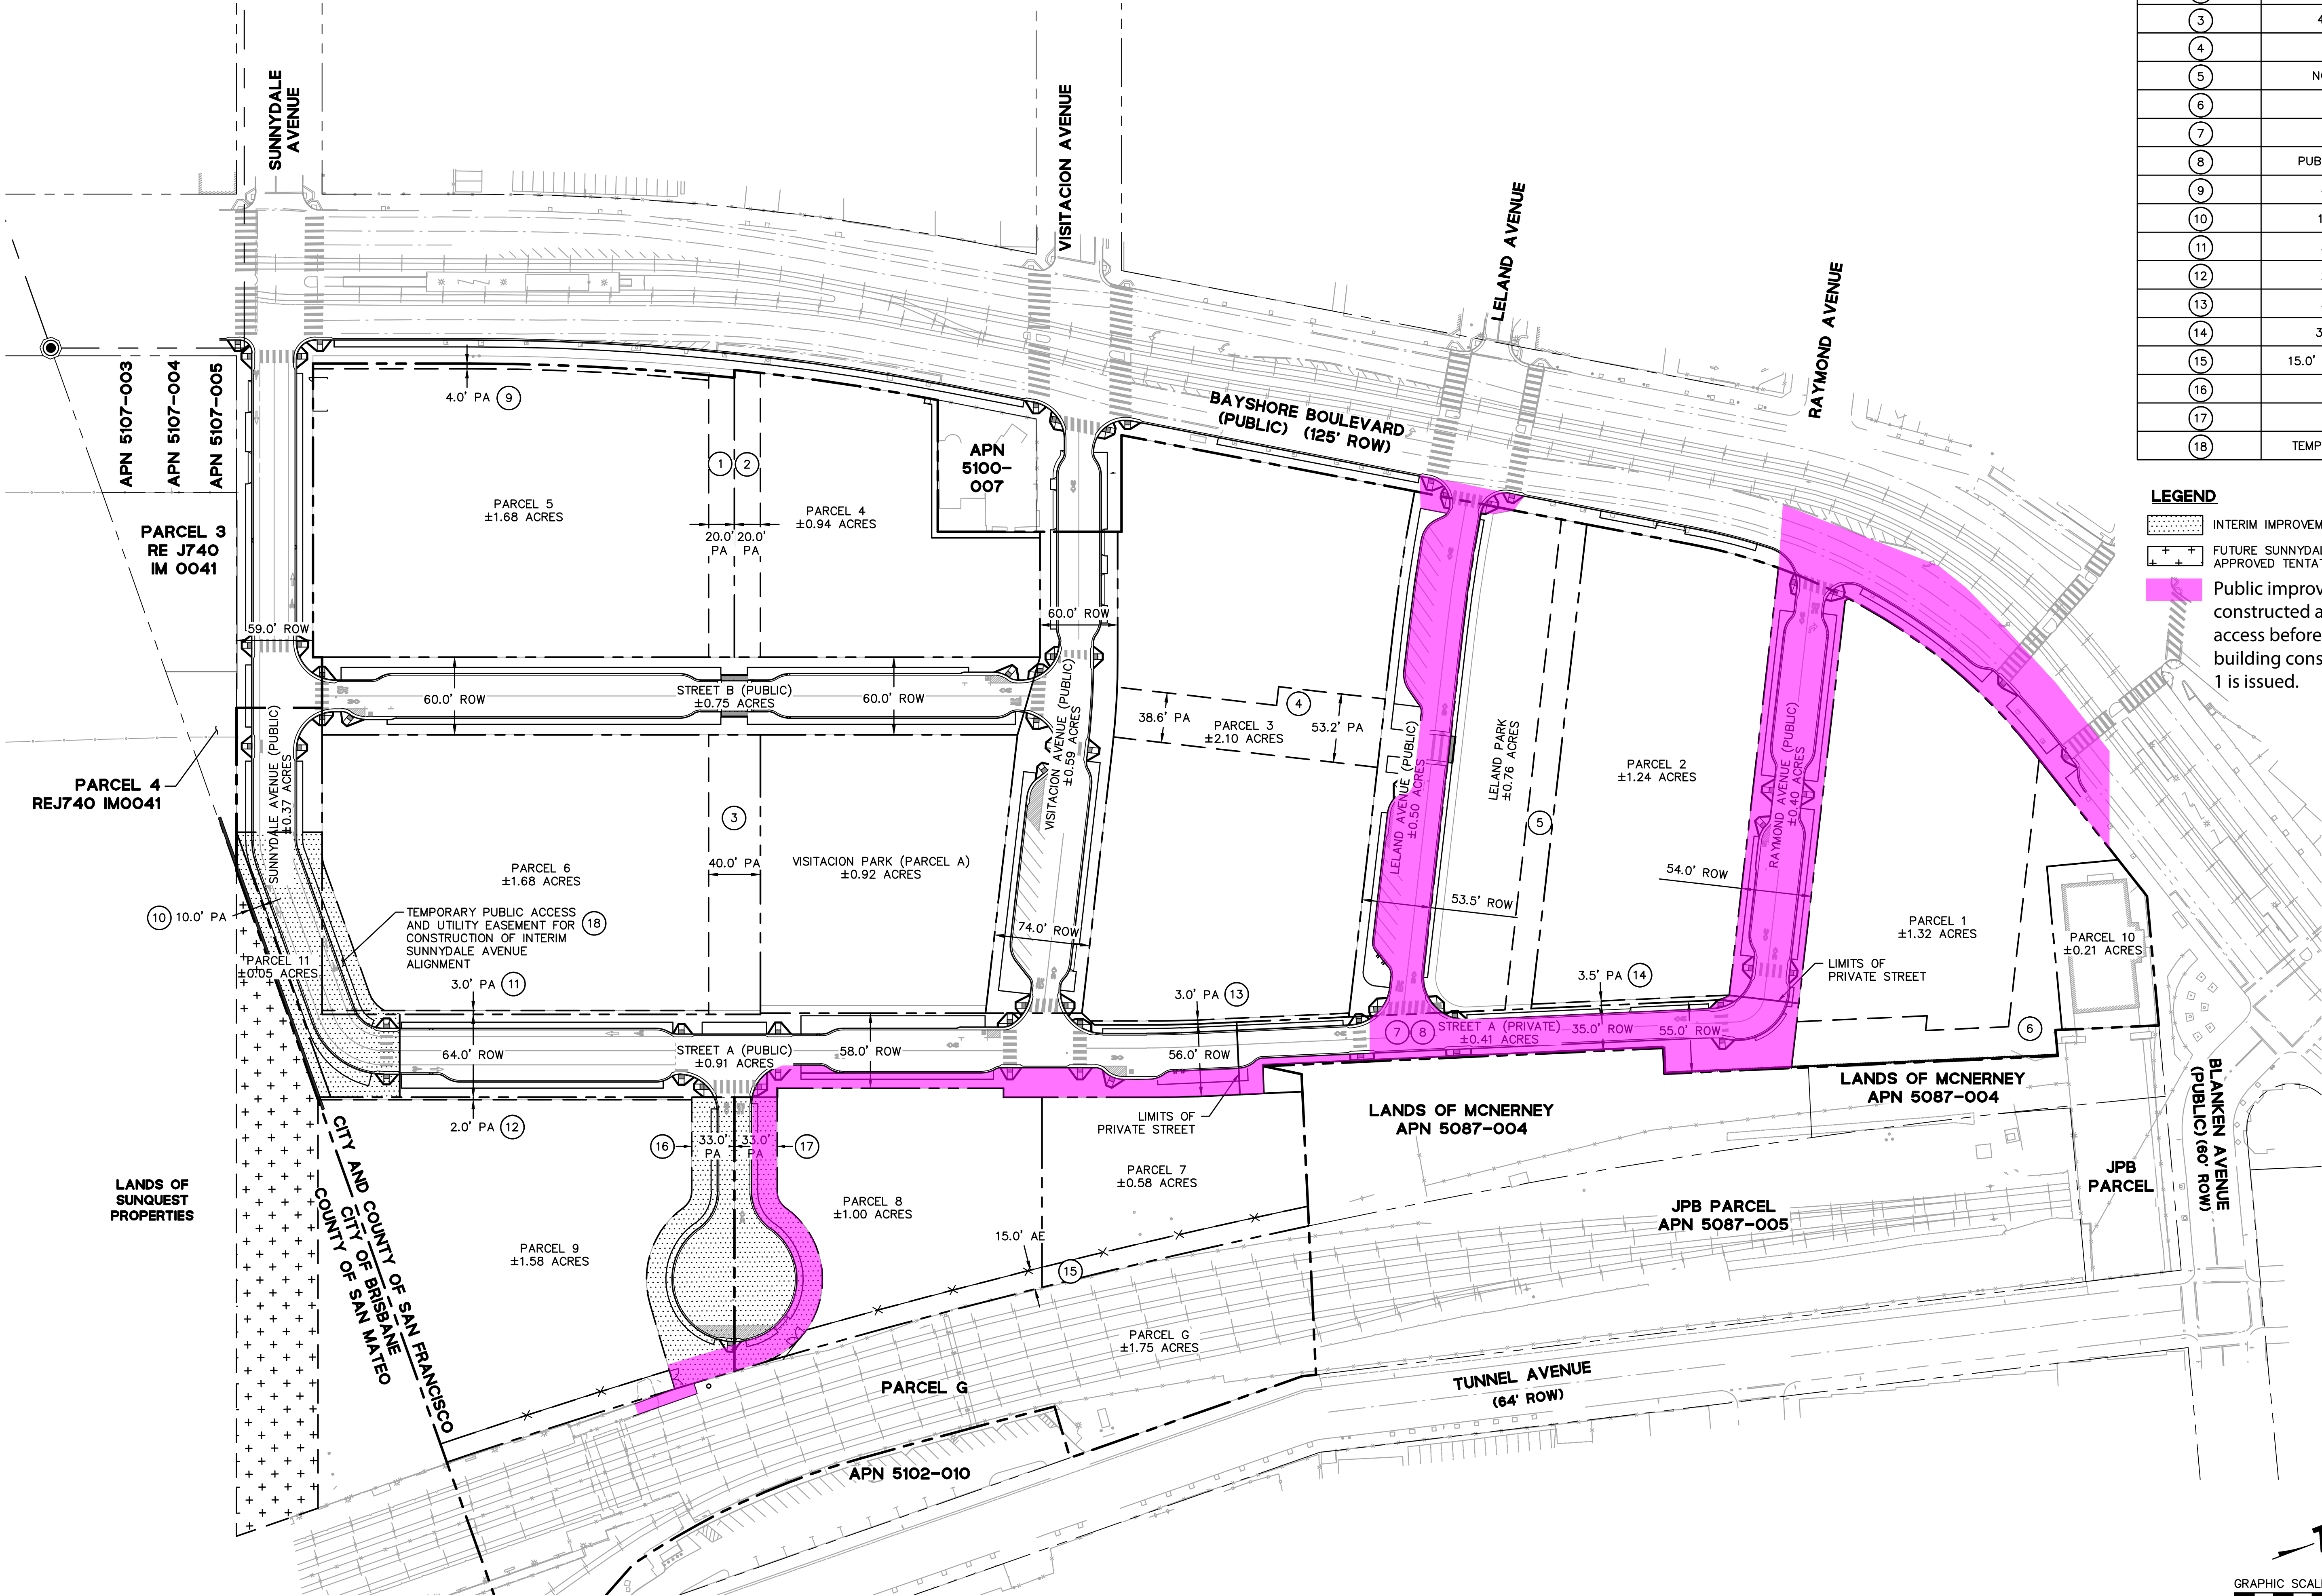 SUNNYDALE
AVENUE
VISITACION AVENUE
LELAND AVENUE
RAYMOND AVENUE
3
4
5
6
7
8 PUB
9
10
11
12
13
14
15 15.0'
16
17
18 TEMP
LEGEND
INTERIM IMPROVEM
FUTURE SUNNYDAL
APPROVED TENTAT
Public improv
constructed a
access before
building cons
1 is issued.
BAYSHORE BOULEVARD
(PUBLIC) (125' ROW)
APN 5107-003
APN 5107-004
APN 5107-005
PARCEL 3
RE J740
IM 0041
PARCEL 4
REJ740 IM0041
4.0' PA 9
1 2
20.0'
PA
20.0'
PA
PARCEL 5
±1.68 ACRES
PARCEL 4
±0.94 ACRES
APN
5100-
007
59.0' ROW
60.0' ROW
60.0' ROW
STREET B (PUBLIC)
±0.75 ACRES
60.0' ROW
SUNNYDALE AVENUE (PUBLIC)
±0.37 ACRES
VISITACION AVENUE (PUBLIC)
±0.59 ACRES
38.6' PA
PARCEL 3
±2.10 ACRES
4
53.2' PA
LELAND AVENUE (PUBLIC)
±0.50 ACRES
LELAND PARK
±0.76 ACRES
5
PARCEL 2
±1.24 ACRES
RAYMOND AVENUE (PUBLIC)
±0.40 ACRES
54.0' ROW
53.5' ROW
PARCEL 1
±1.32 ACRES
PARCEL 10
±0.21 ACRES
LIMITS OF
PRIVATE STREET
3
40.0' PA
PARCEL 6
±1.68 ACRES
VISITACION PARK (PARCEL A)
±0.92 ACRES
74.0' ROW
10 10.0' PA
TEMPORARY PUBLIC ACCESS
AND UTILITY EASEMENT FOR
CONSTRUCTION OF INTERIM
SUNNYDALE AVENUE
ALIGNMENT
18
PARCEL 11
±0.05 ACRES
3.0' PA 11
3.0' PA 13
3.5' PA 14
64.0' ROW
STREET A (PUBLIC)
±0.91 ACRES
58.0' ROW
56.0' ROW
7 8
STREET A (PRIVATE)
±0.41 ACRES
35.0' ROW
55.0' ROW
6
2.0' PA 12
16
33.0'
PA
33.0'
PA
17
LIMITS OF
PRIVATE STREET
LANDS OF MCNERNEY
APN 5087-004
LANDS OF MCNERNEY
APN 5087-004
BLANKEN AVENUE
(PUBLIC) (60' ROW)
JPB
PARCEL
JPB PARCEL
APN 5087-005
PARCEL 7
±0.58 ACRES
PARCEL 8
±1.00 ACRES
PARCEL 9
±1.58 ACRES
15.0' AE
15
LANDS OF
SUNQUEST
PROPERTIES
CITY AND COUNTY OF SAN FRANCISCO
CITY OF BRISBANE
COUNTY OF SAN MATEO
PARCEL G
±1.75 ACRES
PARCEL G
TUNNEL AVENUE
(64' ROW)
APN 5102-010
GRAPHIC SCAL